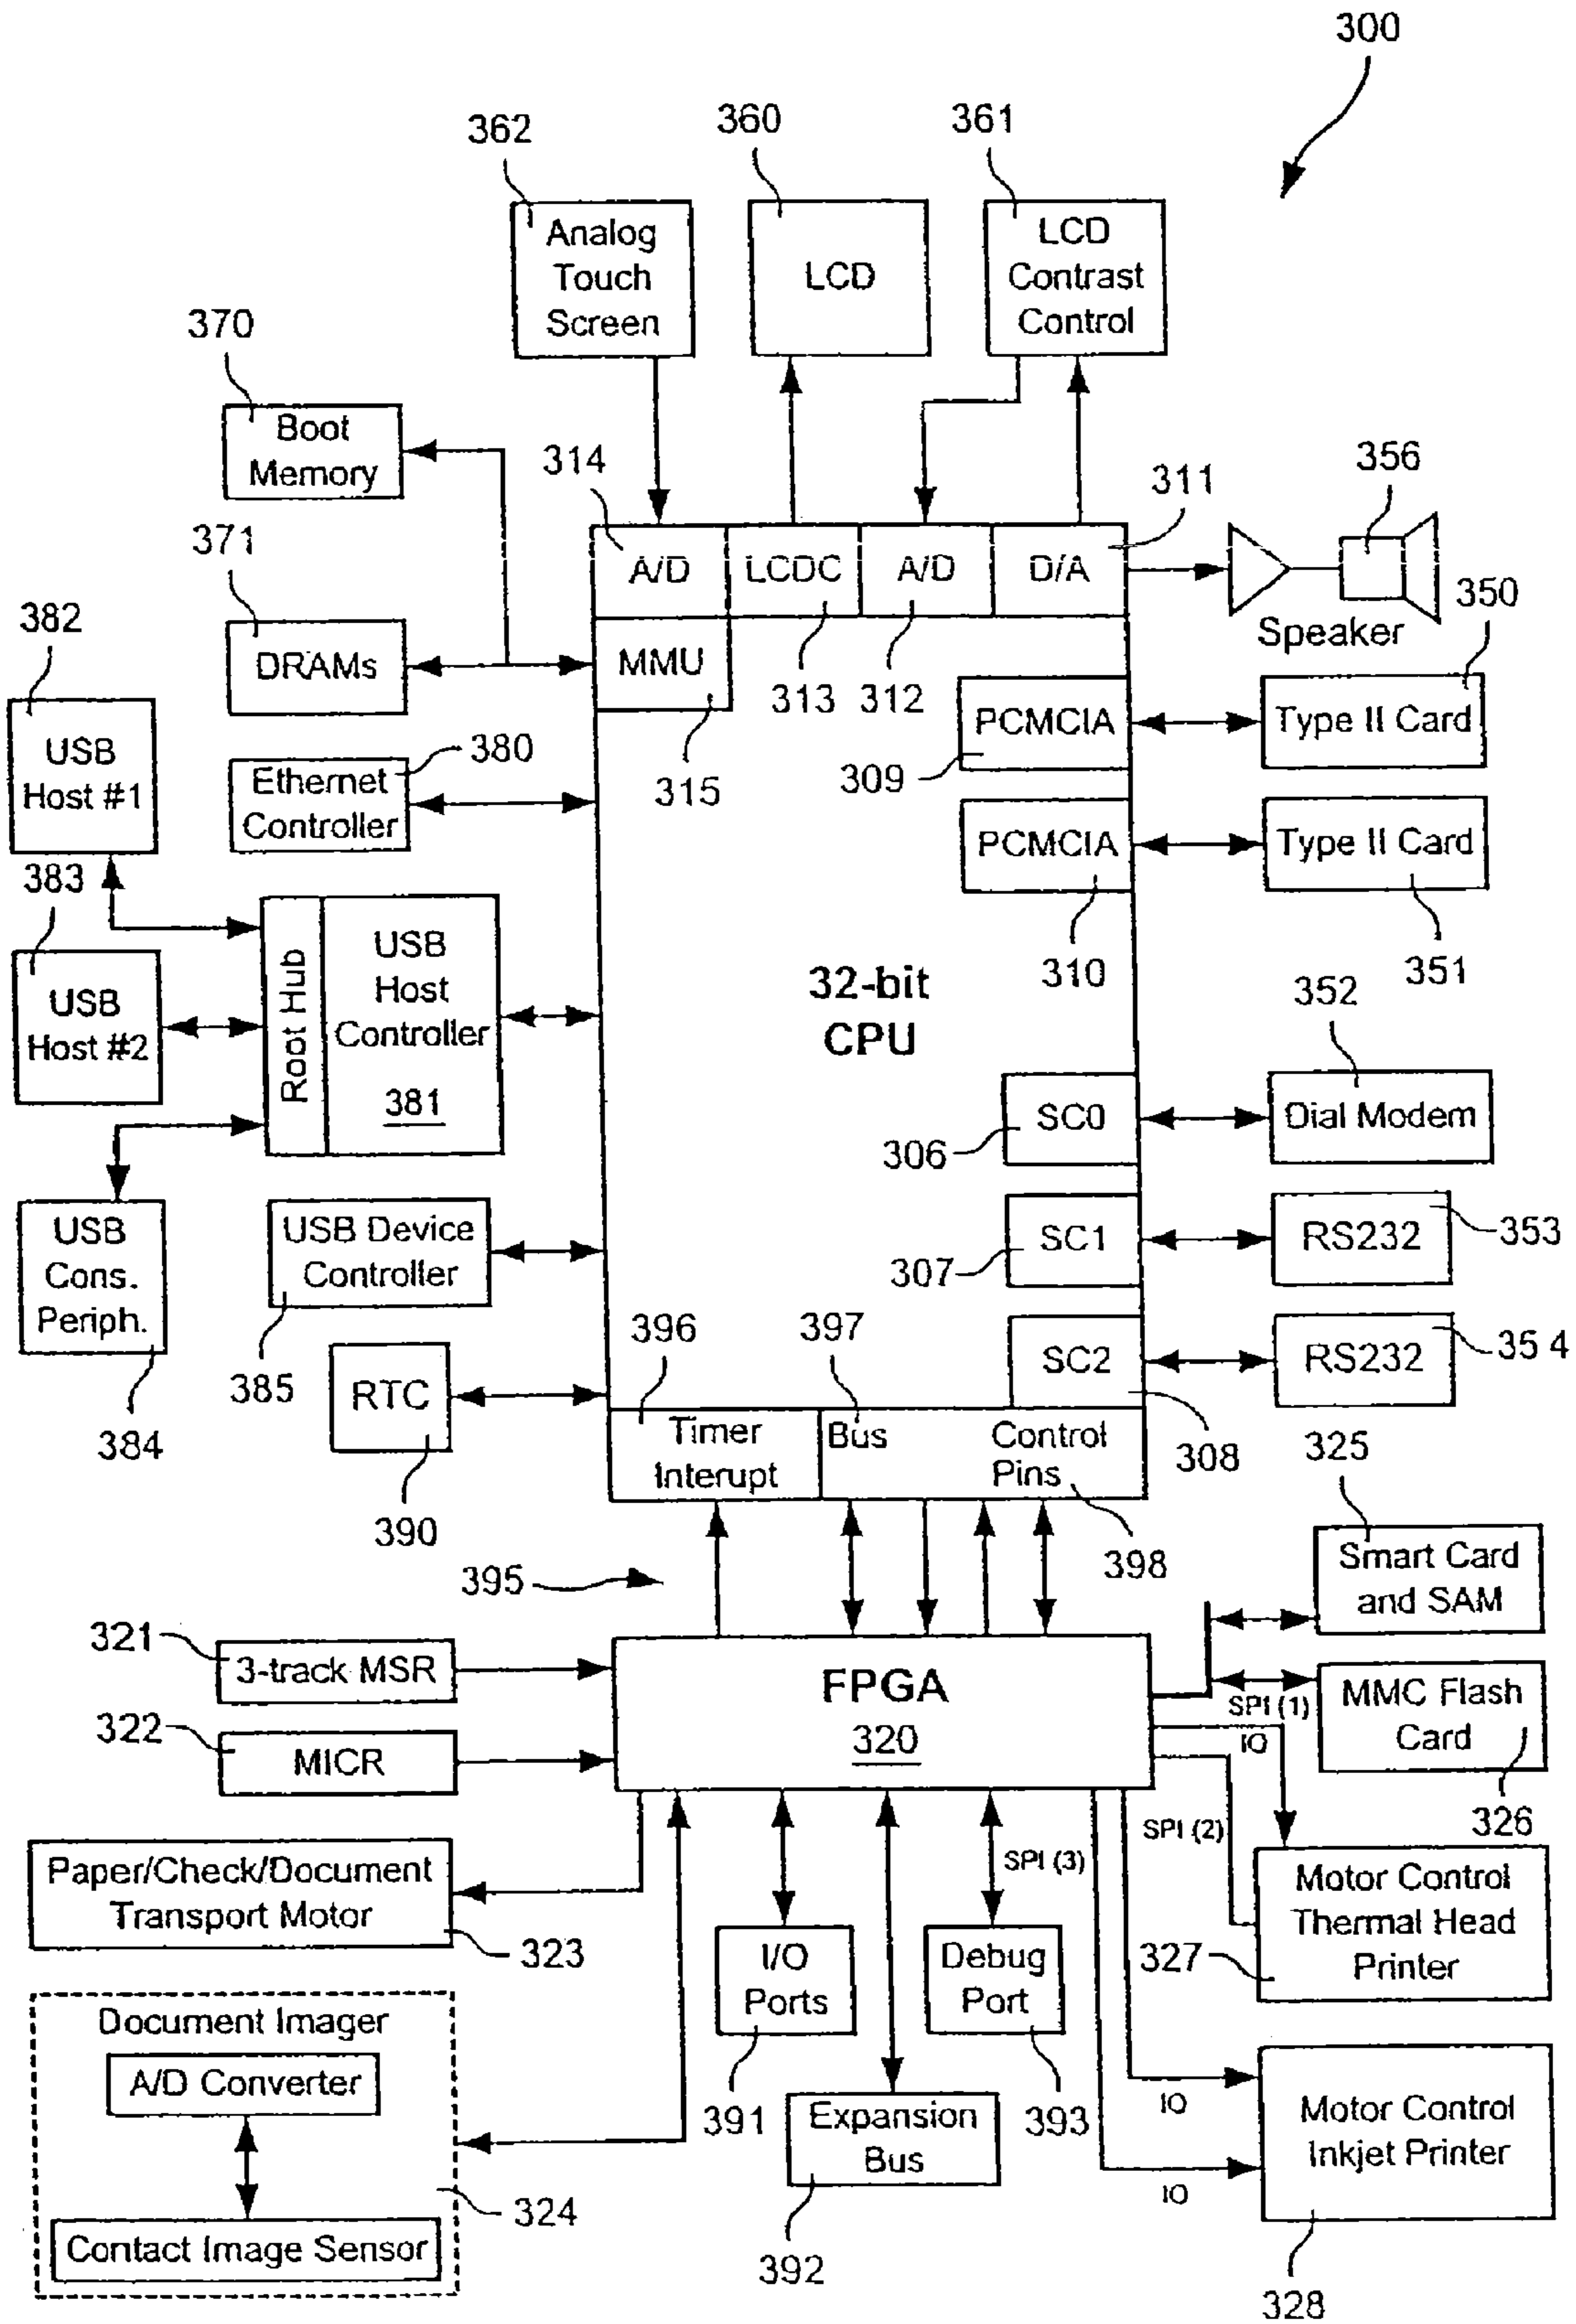 300
362
360
361
Analog
Touch
Screen
LCD
LCD
Contrast
Control
370
Boot
Memory
314
311
356
371
A/D
LCDC
A/D
D/A
350
Speaker
382
DRAMs
MMU
313
312
PCMCIA
Type II Card
USB
Host #1
380
Ethernet
Controller
315
309
PCMCIA
Type II Card
383
310
351
USB
Host #2
Root Hub
USB
Host
Controller
381
32-bit
CPU
352
SC0
Dial Modem
306
USB
Cons.
Periph.
USB Device
Controller
SC1
RS232
353
307
396
397
SC2
RS232
35 4
385
RTC
384
Timer
Interupt
Bus
Control
Pins
308
325
390
395
398
Smart Card
and SAM
321
3-track MSR
FPGA
320
SPI (1)
MMC Flash
Card
322
MICR
IO
326
SPI (2)
SPI (3)
Paper/Check/Document
Transport Motor
323
I/O
Ports
Debug
Port
Motor Control
Thermal Head
Printer
327
Document Imager
A/D Converter
391
393
Expansion
Bus
IO
IO
Motor Control
Inkjet Printer
324
Contact Image Sensor
392
328